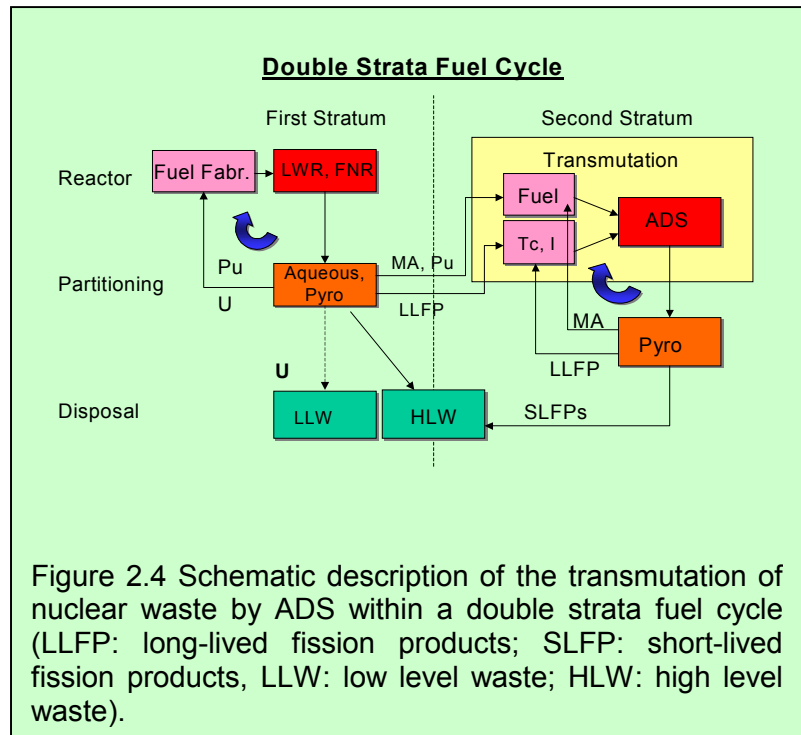 Double Strata Fuel Cycle
First Stratum
Second Stratum
Transmutation
Reactor
Fuel Fabr.
LWR, FNR
Fuel
ADS
Tc, I
Pu
MA, Pu
Partitioning
Aqueous,
Pyro
U
LLFP
MA
Pyro
LLFP
U
Disposal
LLW
HLW
SLFPs
Figure 2.4 Schematic description of the transmutation of
nuclear waste by ADS within a double strata fuel cycle
(LLFP: long-lived fission products; SLFP: short-lived
fission products, LLW: low level waste; HLW: high level
waste).